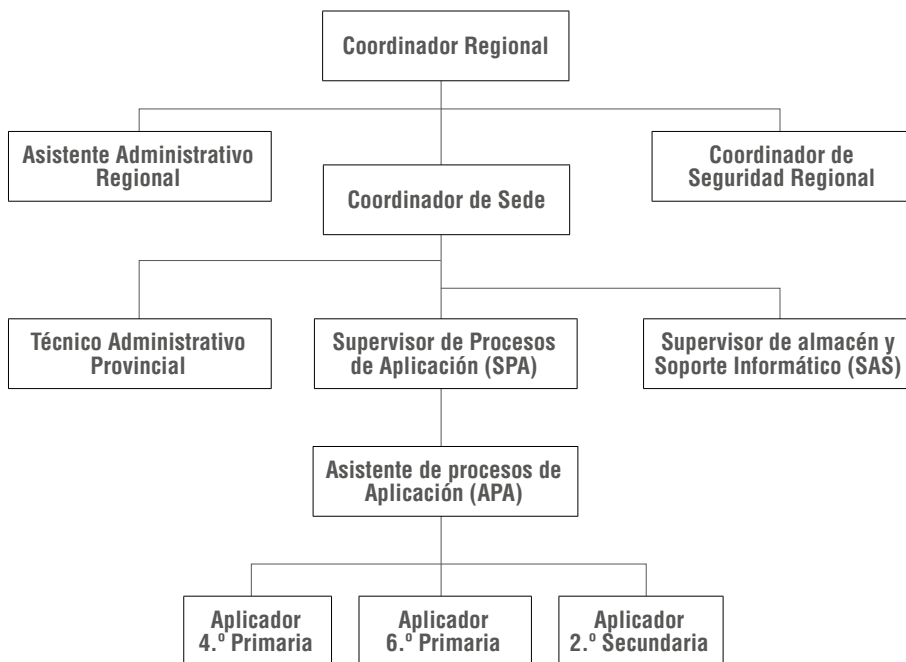 Coordinador Regional
Asistente Administrativo
Regional
Coordinador de
Seguridad Regional
Coordinador de Sede
Técnico Administrativo
Provincial
Supervisor de Procesos
de Aplicación (SPA)
Supervisor de almacén y
Soporte Informático (SAS)
Asistente de procesos de
Aplicación (APA)
Aplicador
4.º Primaria
Aplicador
6.º Primaria
Aplicador
2.º Secundaria